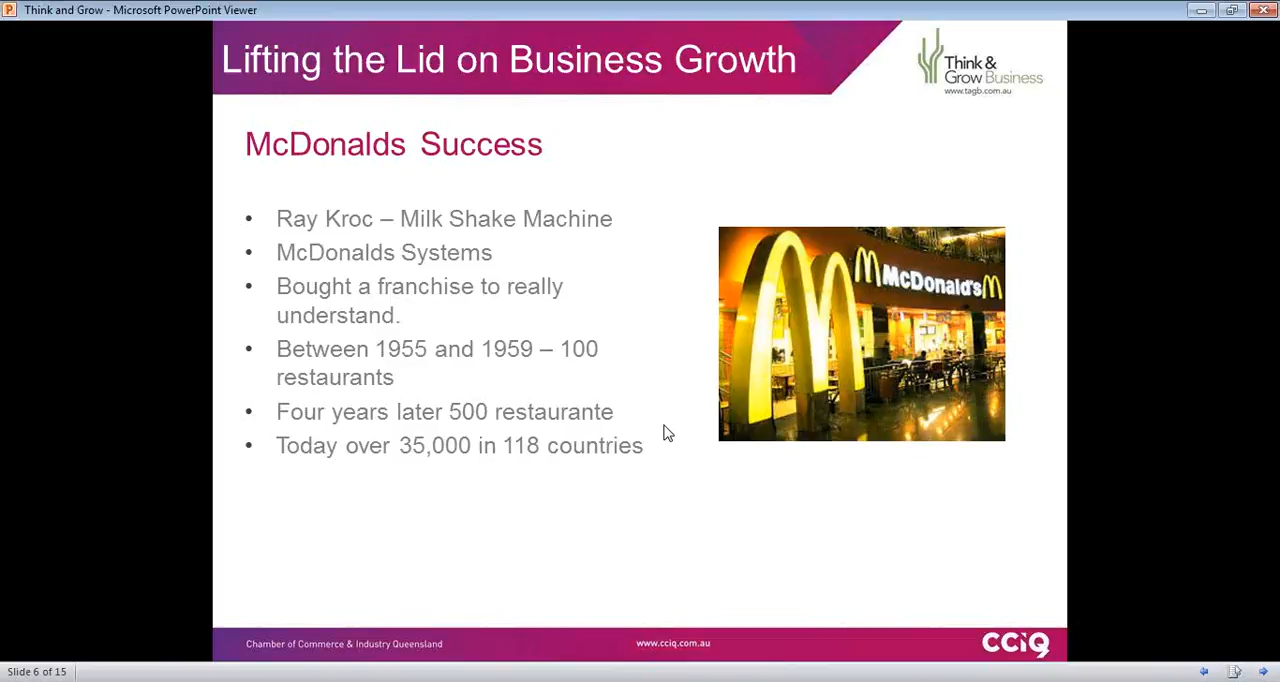 Think and Grow - Microsoft PowerPoint Viewer
Lifting the Lid on Business Growth
Think &
Grow Business
www.tagb.com.au
McDonalds Success
• Ray Kroc – Milk Shake Machine
• McDonalds Systems
• Bought a franchise to really
understand.
• Between 1955 and 1959 – 100
restaurants
• Four years later 500 restaurante
• Today over 35,000 in 118 countries
McDonald's
Chamber of Commerce & Industry Queensland
www.cciq.com.au
CCIQ
Slide 6 of 15